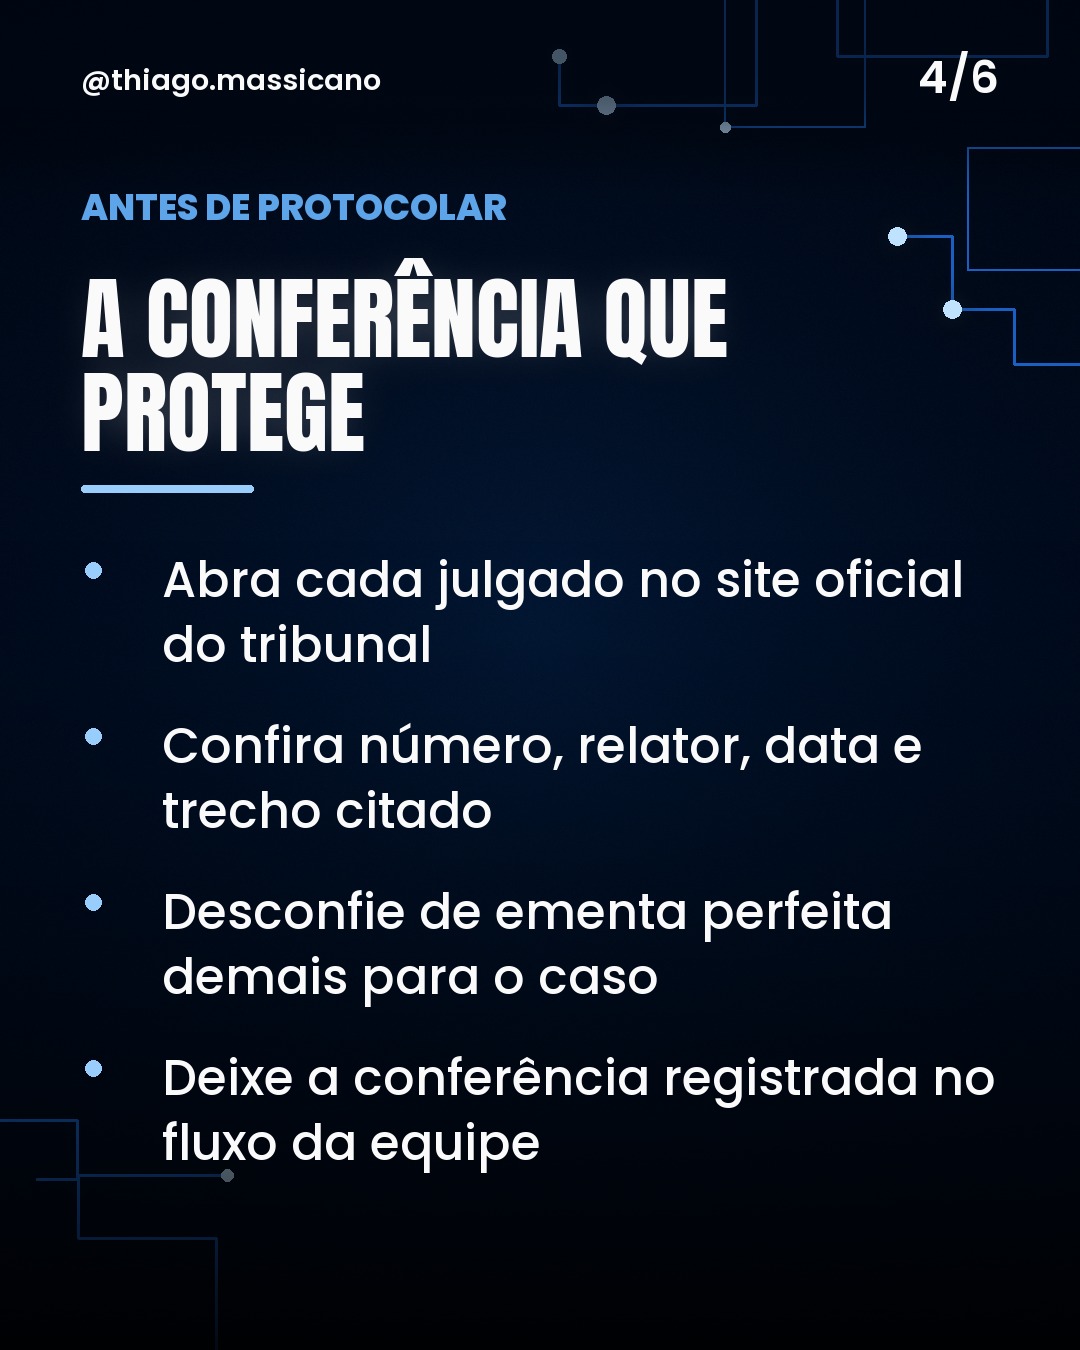 @thiago.massicano
4/6
ANTES DE PROTOCOLAR
A CONFERÊNCIA QUE
PROTEGE
Abra cada julgado no site oficial
do tribunal
Confira número, relator, data e
trecho citado
Desconfie de ementa perfeita
demais para o caso
Deixe a conferência registrada no
fluxo da equipe